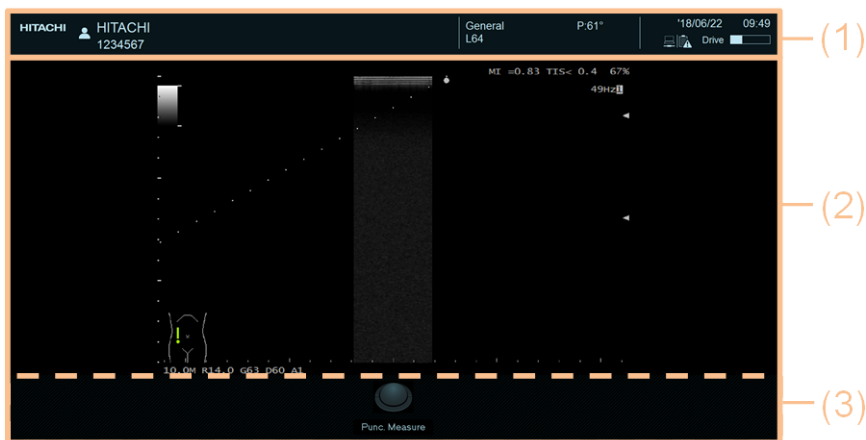 HITACHI
HITACHI
1234567
General P:61°
L64
'18/06/22 09:49
Drive
(1)
MI =0.83 TIS< 0.4 67%
49Hz1
(2)
10.0M R14.0 G63 D60 A1
(3)
Punc. Measure